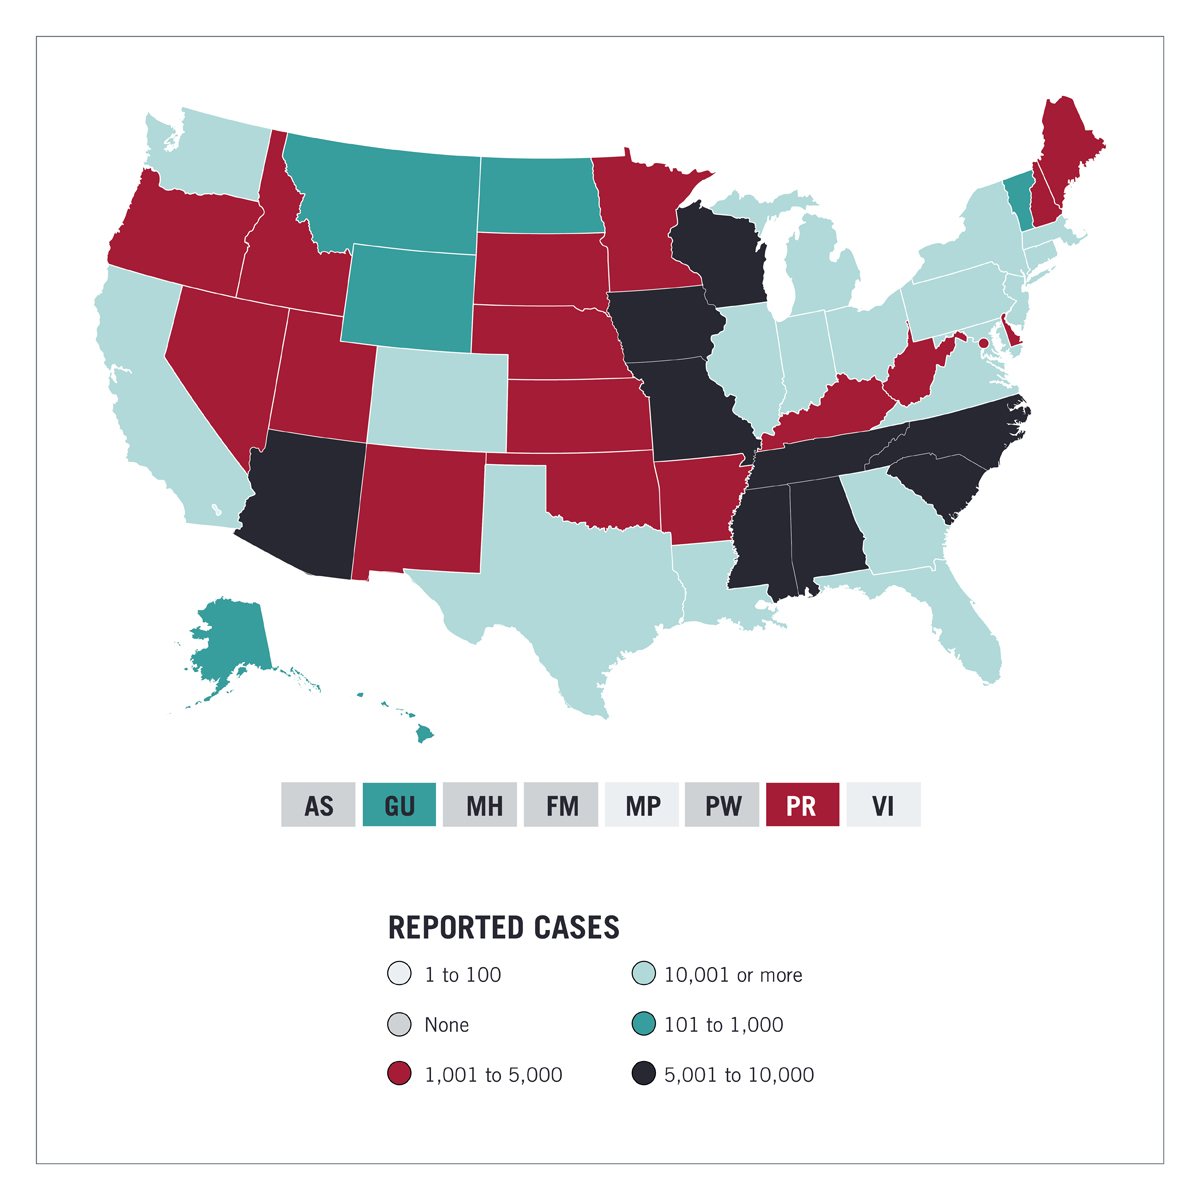 AS GU MH FM MP PW PR VI
REPORTED CASES
1 to 100
10,001 or more
None
101 to 1,000
1,001 to 5,000
5,001 to 10,000